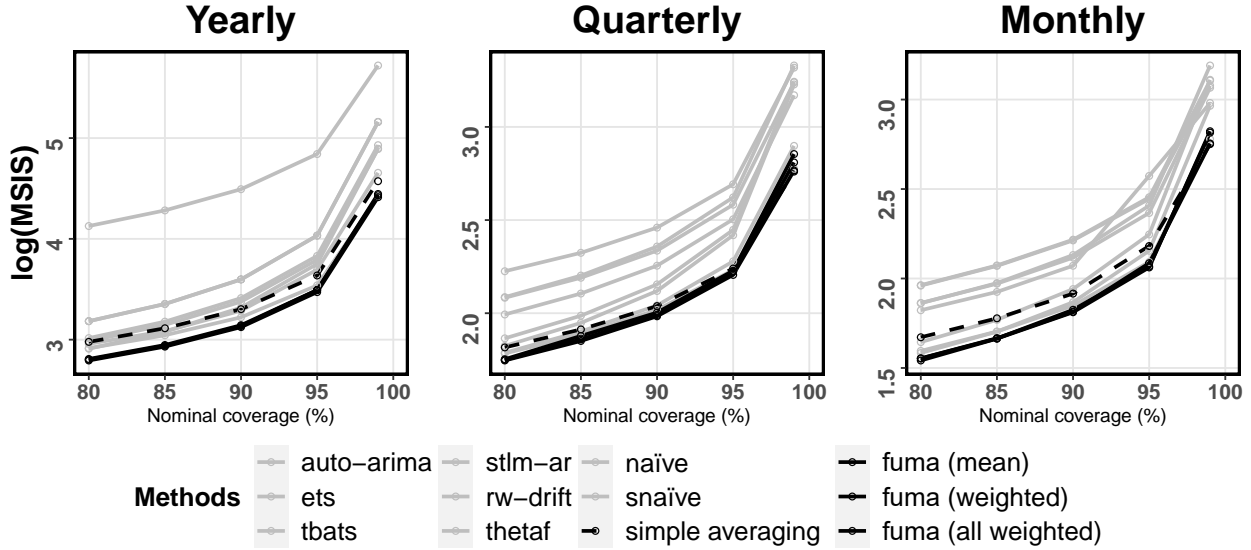 Yearly Quarterly Monthly
log(MSIS)
5
4
3
80 85 90 95 100
Nominal coverage (%)
3.0
2.5
2.0
80 85 90 95 100
Nominal coverage (%)
3.0
2.5
2.0
1.5
80 85 90 95 100
Nominal coverage (%)
Methods
auto−arima stlm−ar naïve fuma (mean)
ets rw−drift snaïve fuma (weighted)
tbats thetaf simple averaging fuma (all weighted)